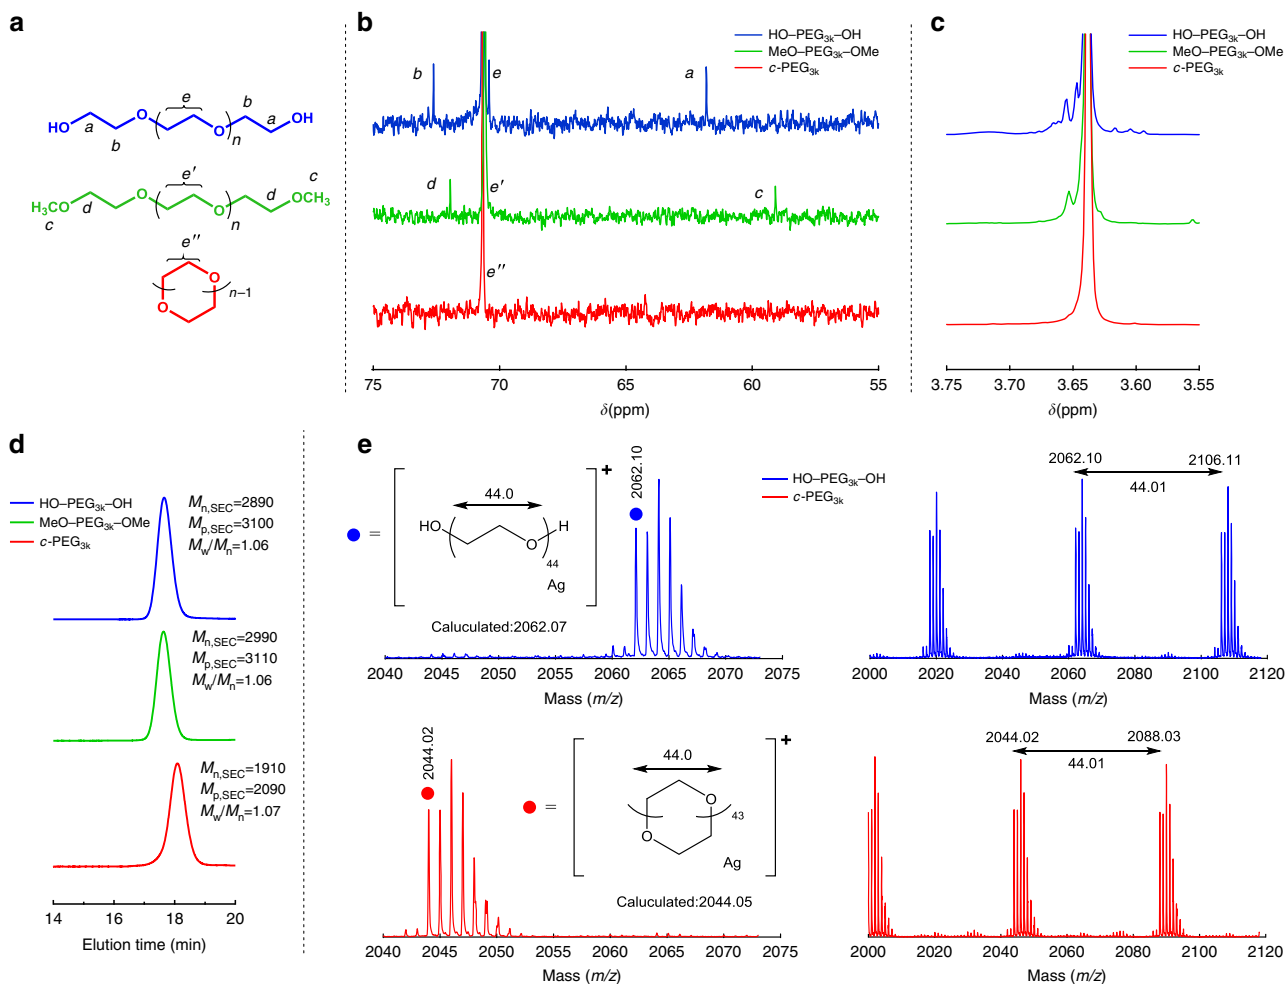 a
HO
a
b
O
e
O
n
b
a
OH
H₃CO
c
d
O
e′
O
n
d
OCH₃
c
e″
O
O
n–1
b
HO–PEG₃ₖ–OH
MeO–PEG₃ₖ–OMe
c-PEG₃ₖ
b
e
a
d
e′
c
e″
75 70 65 60 55
δ(ppm)
c
HO–PEG₃ₖ–OH
MeO–PEG₃ₖ–OMe
c-PEG₃ₖ
3.75 3.70 3.65 3.60 3.55
δ(ppm)
d
HO–PEG₃ₖ–OH
MeO–PEG₃ₖ–OMe
c-PEG₃ₖ
Mn,SEC=2890
Mp,SEC=3100
Mw/Mn=1.06
Mn,SEC=2990
Mp,SEC=3110
Mw/Mn=1.06
Mn,SEC=1910
Mp,SEC=2090
Mw/Mn=1.07
14 16 18 20
Elution time (min)
e
=
44.0
HO
O
H
44
Ag
+
Caluculated:2062.07
2062.10
HO–PEG₃ₖ–OH
c-PEG₃ₖ
2040 2045 2050 2055 2060 2065 2070 2075
Mass (m/z)
2062.10 2106.11
44.01
2000 2020 2040 2060 2080 2100 2120
Mass (m/z)
2044.02
=
44.0
O
O
43
Ag
+
Caluculated:2044.05
2040 2045 2050 2055 2060 2065 2070 2075
Mass (m/z)
2044.02 2088.03
44.01
2000 2020 2040 2060 2080 2100 2120
Mass (m/z)